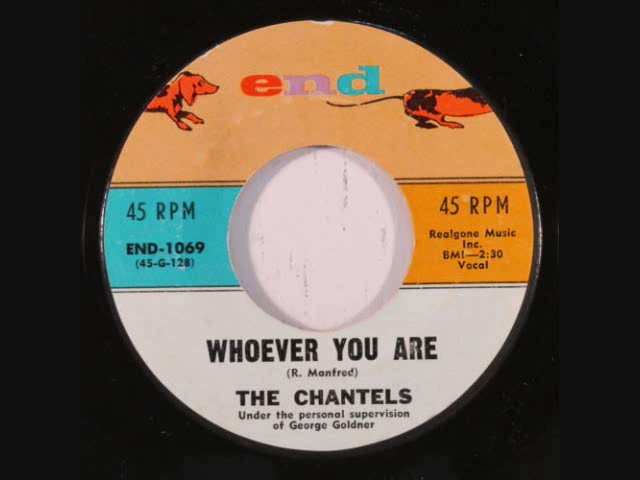 end
45 RPM
END-1069
(45-G-128)
45 RPM
Realgone Music
Inc.
BMI—2:30
Vocal
WHOEVER YOU ARE
(R. Manfred)
THE CHANTELS
Under the personal supervision
of George Goldner